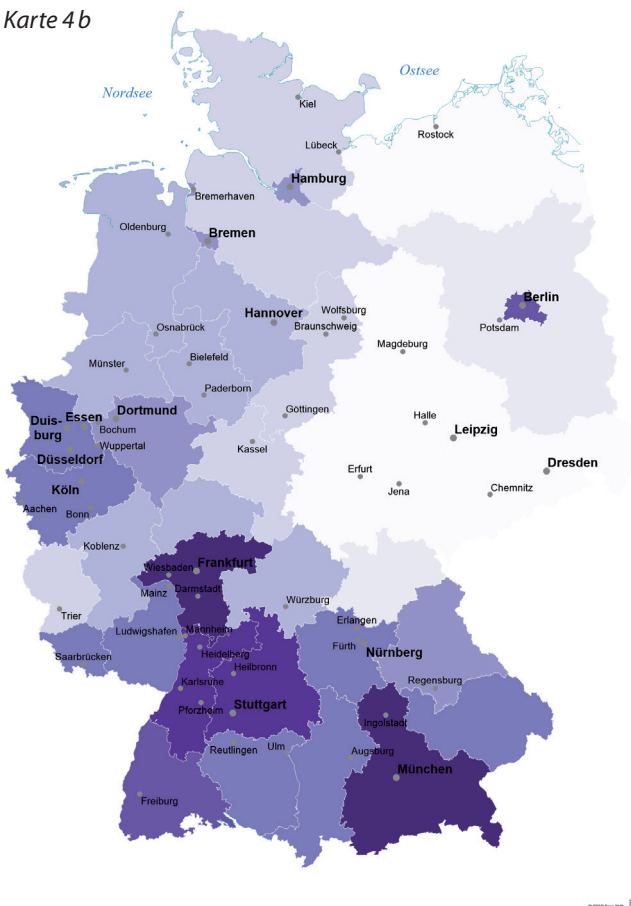 Karte 4 b
Ostsee
Nordsee
Kiel
Rostock
Lübeck
Hamburg
Bremerhaven
Oldenburg
Bremen
Berlin
Hannover
Wolfsburg
Potsdam
Osnabrück
Braunschweig
Magdeburg
Bielefeld
Münster
Paderborn
Göttingen
Dortmund
Essen
Duis-
burg
Bochum
Halle
Leipzig
Wuppertal
Kassel
Düsseldorf
Erfurt
Dresden
Köln
Jena
Chemnitz
Aachen
Bonn
Koblenz
Frankfurt
Wiesbaden
Darmstadt
Mainz
Würzburg
Trier
Erlangen
Mannheim
Ludwigshafen
Fürth
Nürnberg
Saarbrücken
Heidelberg
Heilbronn
Regensburg
Karlsruhe
Stuttgart
Pforzheim
Ingolstadt
Reutlingen
Ulm
Augsburg
München
Freiburg